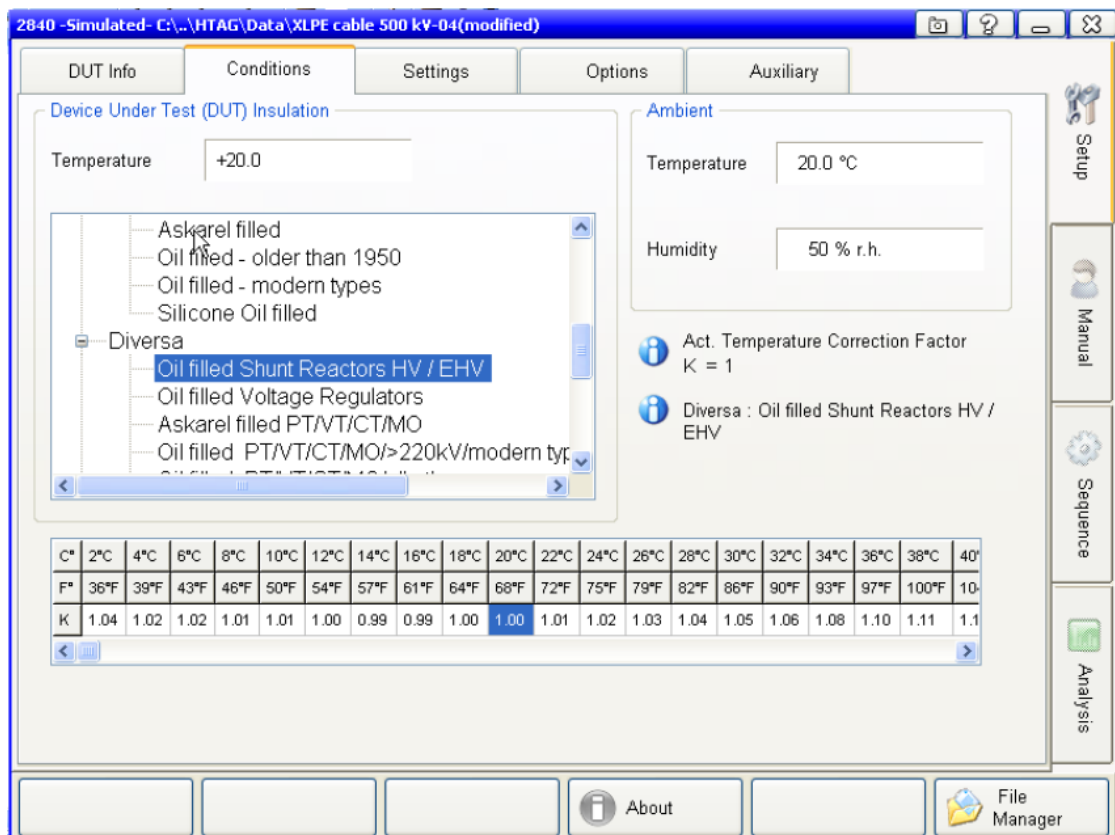 2840 -Simulated- C:\..\HTAG\Data\XLPE cable 500 kV-04(modified)
DUT Info Conditions Settings Options Auxiliary
Device Under Test (DUT) Insulation
Temperature +20.0
Askarel filled
Oil filled - older than 1950
Oil filled - modern types
Silicone Oil filled
Diversa
Oil filled Shunt Reactors HV / EHV
Oil filled Voltage Regulators
Askarel filled PT/VT/CT/MO
Oil filled PT/VT/CT/MO/>220kV/modern typ
Ambient
Temperature 20.0 °C
Humidity 50 % r.h.
Act. Temperature Correction Factor
K = 1
Diversa : Oil filled Shunt Reactors HV /
EHV
C° 2°C 4°C 6°C 8°C 10°C 12°C 14°C 16°C 18°C 20°C 22°C 24°C 26°C 28°C 30°C 32°C 34°C 36°C 38°C 40°
F° 36°F 39°F 43°F 46°F 50°F 54°F 57°F 61°F 64°F 68°F 72°F 75°F 79°F 82°F 86°F 90°F 93°F 97°F 100°F 10
K 1.04 1.02 1.02 1.01 1.01 1.00 0.99 0.99 1.00 1.00 1.01 1.02 1.03 1.04 1.05 1.06 1.08 1.10 1.11 1.1
Setup
Manual
Sequence
Analysis
About
File
Manager